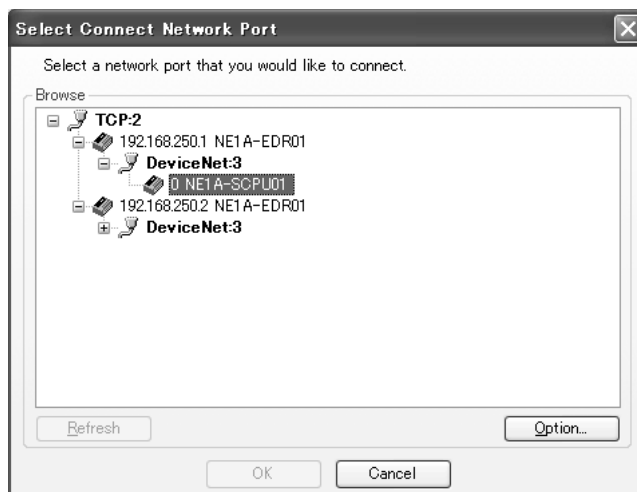 Select Connect Network Port
Select a network port that you would like to connect.
Browse
TCP:2
192.168.250.1 NE1A-EDR01
DeviceNet:3
0 NE1A-SCPU01
192.168.250.2 NE1A-EDR01
DeviceNet:3
Refresh
Option...
OK
Cancel